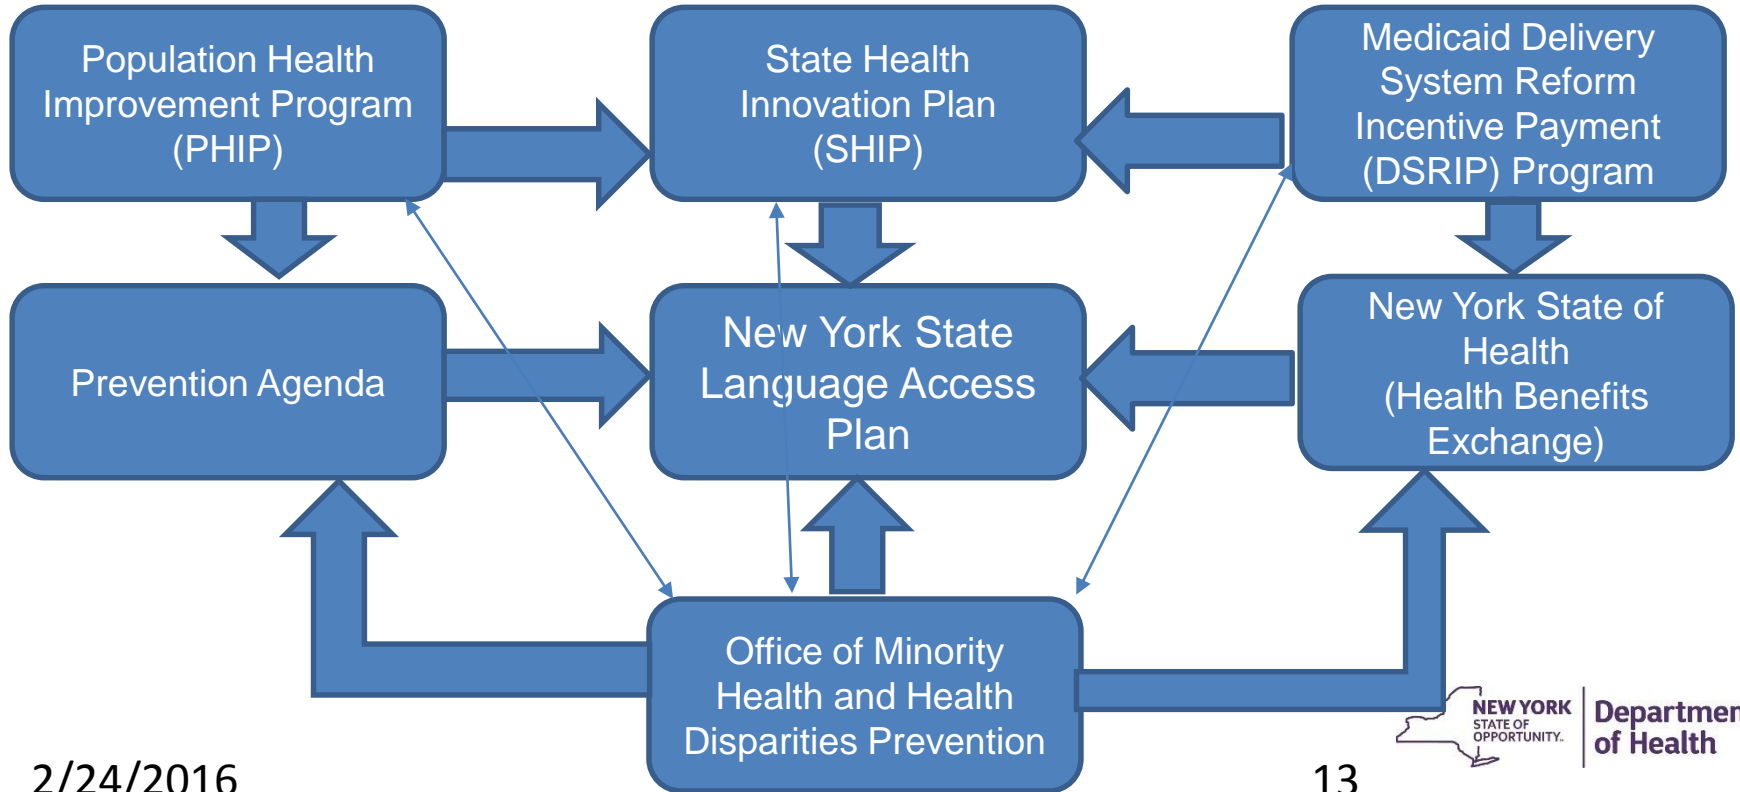 Population Health
Improvement Program
(PHIP)
State Health
Innovation Plan
(SHIP)
Medicaid Delivery
System Reform
Incentive Payment
(DSRIP) Program
Prevention Agenda
New York State
Language Access
Plan
New York State of
Health
(Health Benefits
Exchange)
Office of Minority
Health and Health
Disparities Prevention
NEW YORK
STATE OF
OPPORTUNITY.
Departmen
of Health
2/24/2016
13